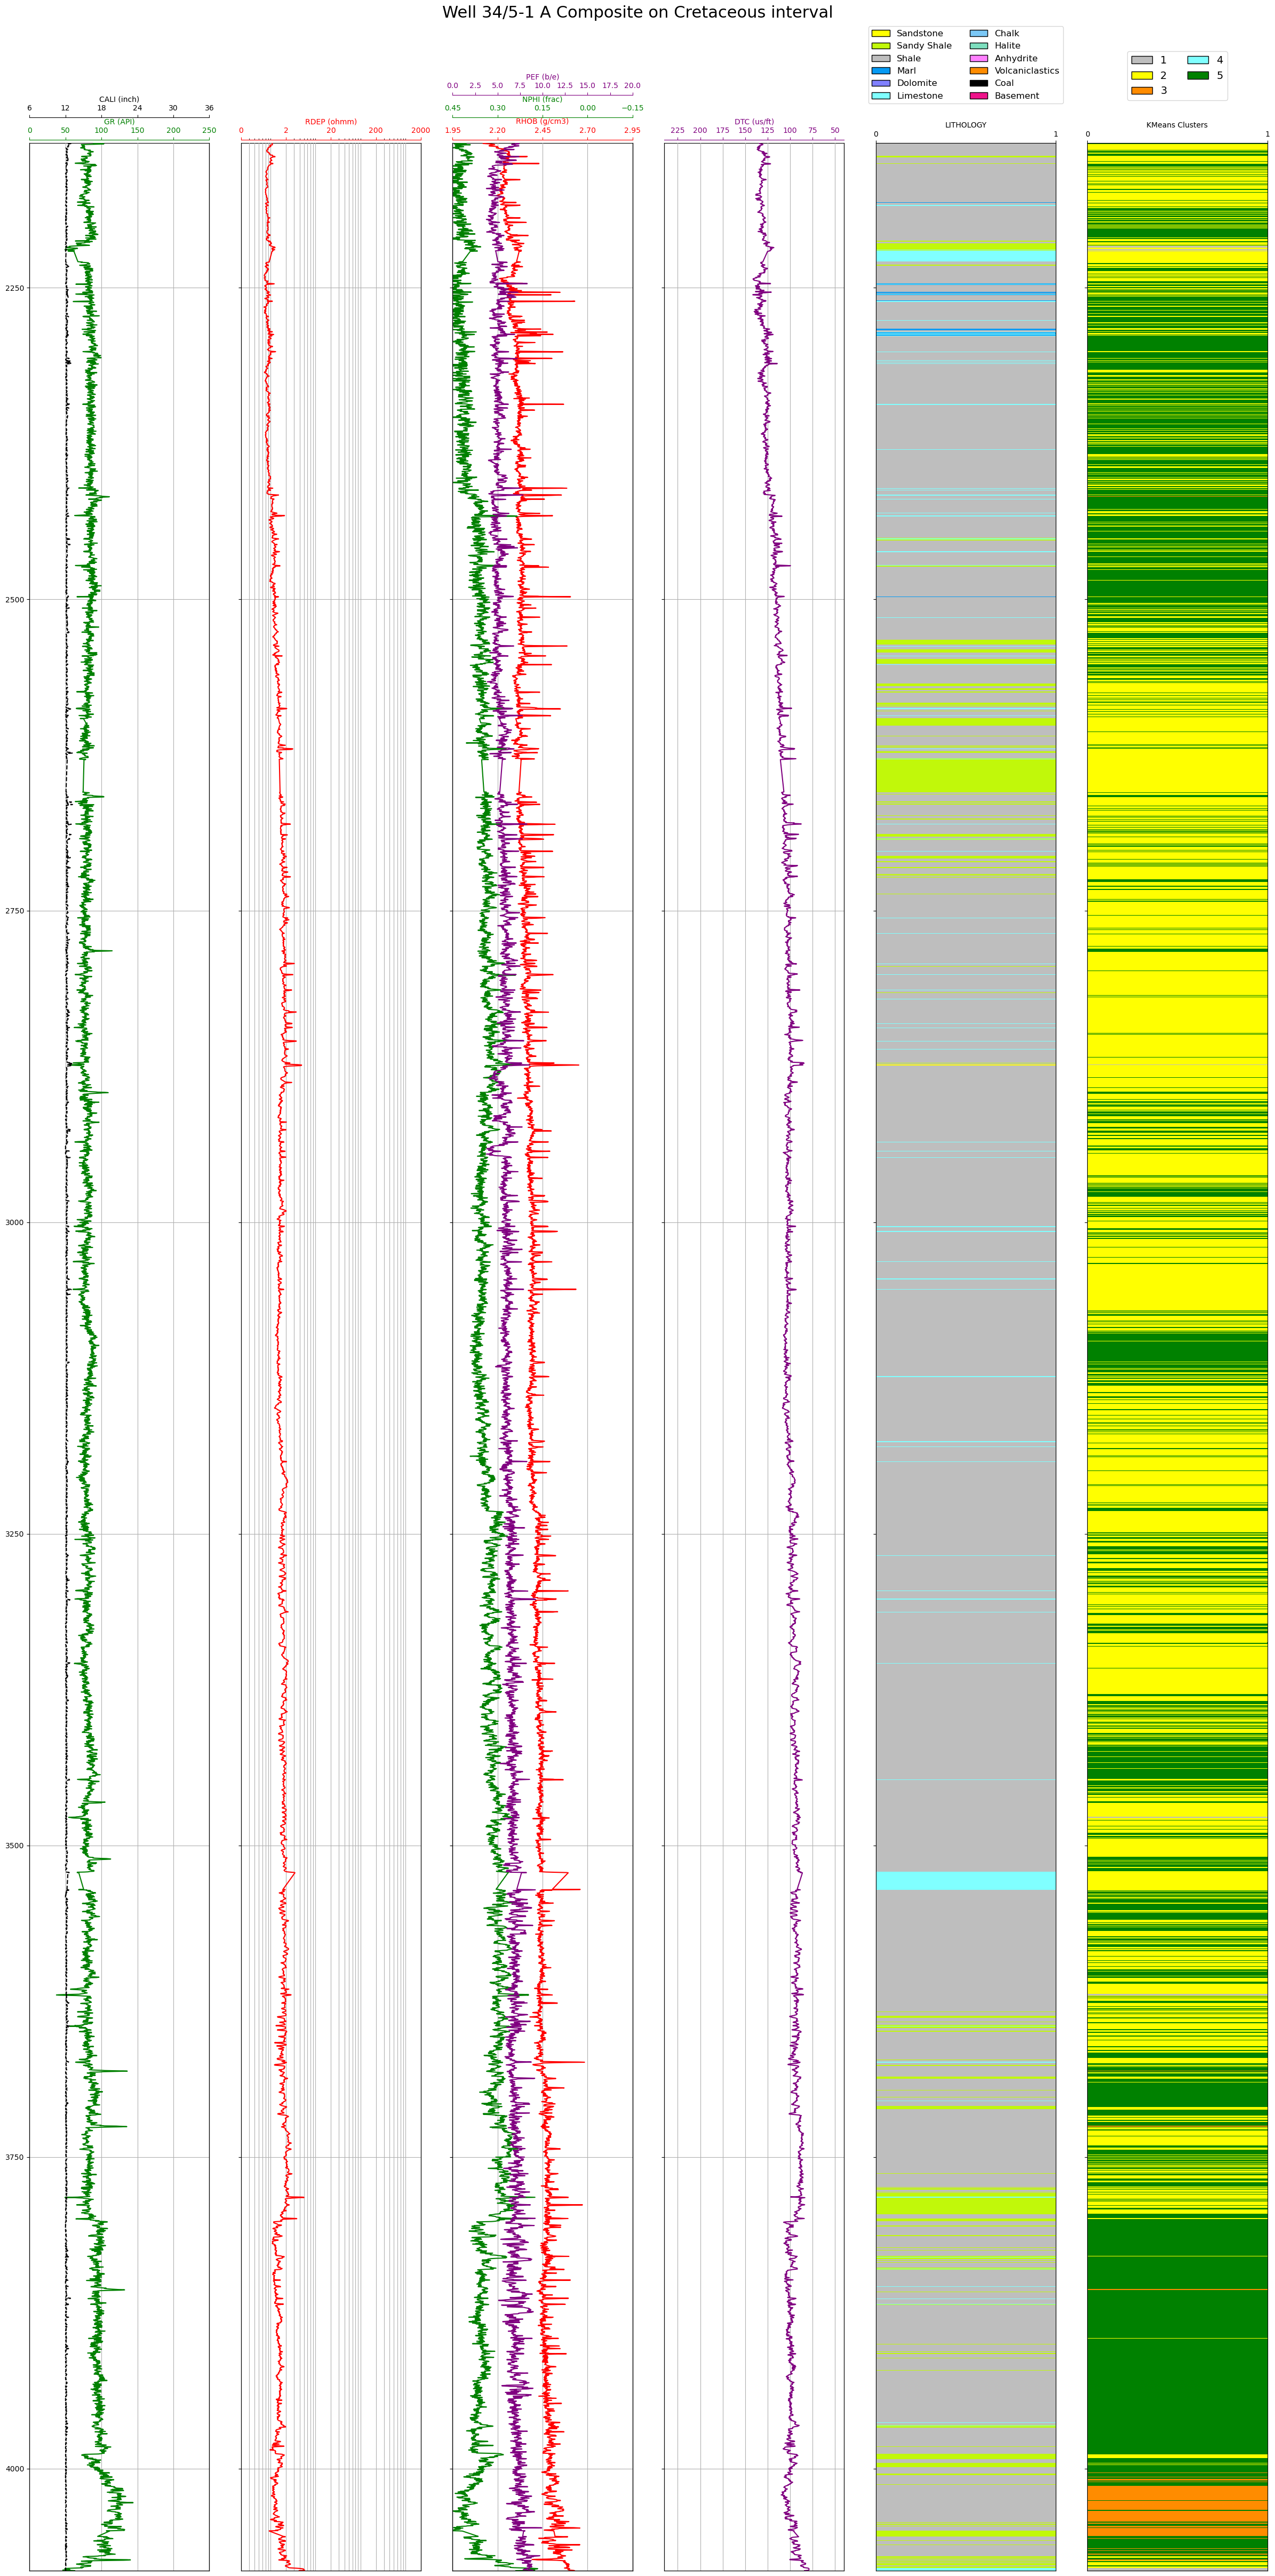 Well 34/5-1 A Composite on Cretaceous interval
Sandstone
Sandy Shale
Shale
Marl
Dolomite
Limestone
Chalk
Halite
Anhydrite
Volcaniclastics
Coal
Basement
1
2
3
4
5
PEF (b/e)
0.0 2.5 5.0 7.5 10.0 12.5 15.0 17.5 20.0
CALI (inch)
6 12 18 24 30 36
NPHI (frac)
0.45 0.30 0.15 0.00 −0.15
GR (API)
0 50 100 150 200 250
RDEP (ohmm)
0 2 20 200 2000
RHOB (g/cm3)
1.95 2.20 2.45 2.70 2.95
DTC (us/ft)
225 200 175 150 125 100 75 50
LITHOLOGY
0 1
KMeans Clusters
0 1
2250
2500
2750
3000
3250
3500
3750
4000